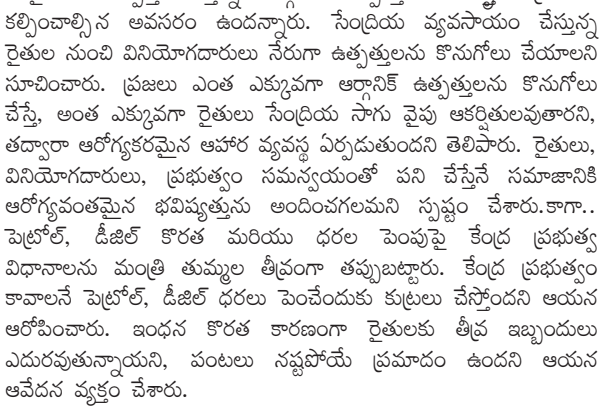 కల్పించాల్సిన అవసరం ఉందన్నారు. సేంద్రియ వ్యవసాయం చేస్తున్న
రైతుల నుంచి వినియోగదారులు నేరుగా ఉత్పత్తులను కొనుగోలు చేయాలని
సూచించారు. ప్రజలు ఎంత ఎక్కువగా ఆర్గానిక్ ఉత్పత్తులను కొనుగోలు
చేస్తే, అంత ఎక్కువగా రైతులు సేంద్రియ సాగు వైపు ఆకర్షితులవుతారని,
తద్వారా ఆరోగ్యకరమైన ఆహార వ్యవస్థ ఏర్పడుతుందని తెలిపారు. రైతులు,
వినియోగదారులు, ప్రభుత్వం సమన్వయంతో పని చేస్తేనే సమాజానికి
ఆరోగ్యవంతమైన భవిష్యత్తును అందించగలమని స్పష్టం చేశారు.కాగా..
పెట్రోల్, డీజిల్ కొరత మరియు ధరల పెంపుపై కేంద్ర ప్రభుత్వ
విధానాలను మంత్రి తుమ్మల తీవ్రంగా తప్పుబట్టారు. కేంద్ర ప్రభుత్వం
కావాలనే పెట్రోల్, డీజిల్ ధరలు పెంచేందుకు కుట్రలు చేస్తోందని ఆయన
ఆరోపించారు. ఇంధన కొరత కారణంగా రైతులకు తీవ్ర ఇబ్బందులు
ఎదురవుతున్నాయని, పంటలు నష్టపోయే ప్రమాదం ఉందని ఆయన
ఆవేదన వ్యక్తం చేశారు.